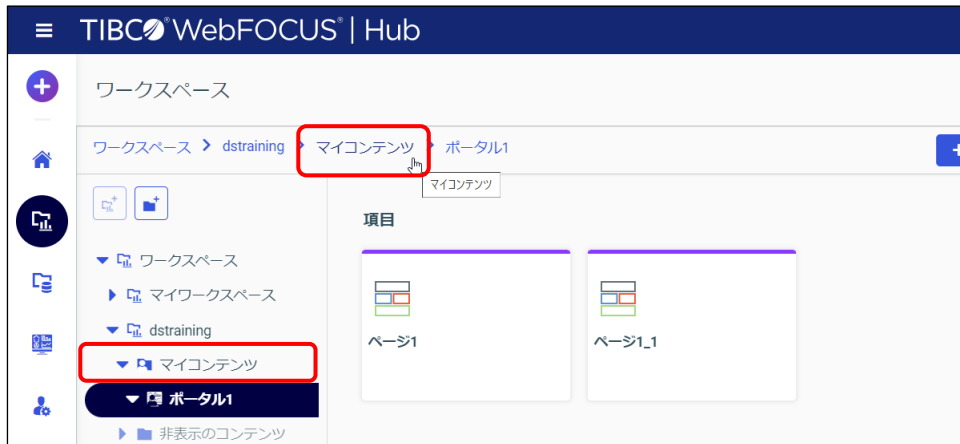 TIBCO® WebFOCUS® | Hub
ワークスペース
ワークスペース > dstraining > マイコンテンツ > ポータル1
マイコンテンツ
項目
ワークスペース
マイワークスペース
dstraining
マイコンテンツ
ポータル1
非表示のコンテンツ
ページ1
ページ1_1